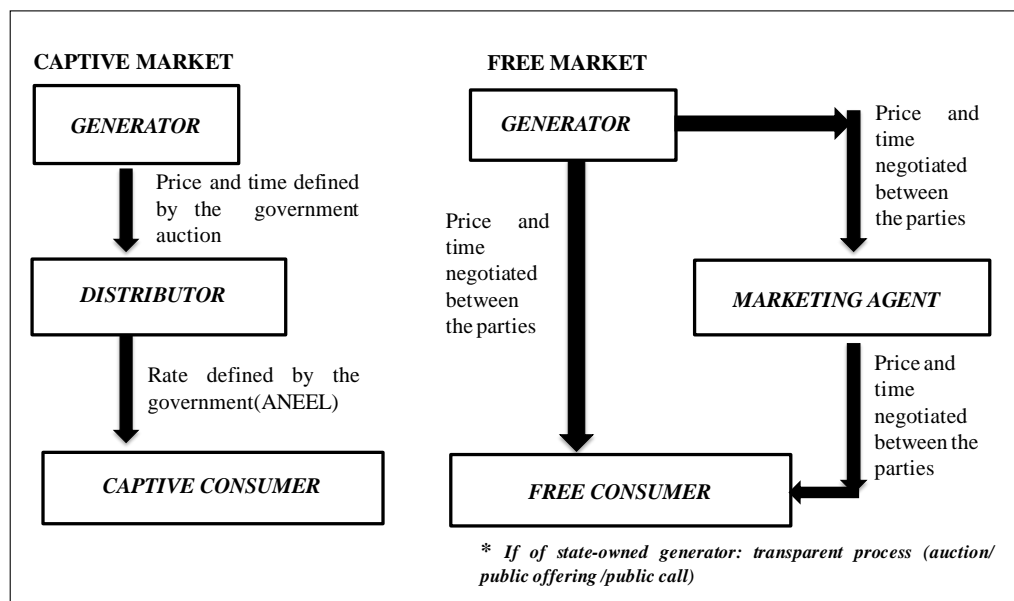 CAPTIVE MARKET
GENERATOR
Price and time defined
by the government
auction
DISTRIBUTOR
Rate defined by the
government(ANEEL)
CAPTIVE CONSUMER
FREE MARKET
GENERATOR
Price and
time
negotiated
between
the parties
Price and
time
negotiated
between
the parties
MARKETING AGENT
Price and
time
negotiated
between the
parties
FREE CONSUMER
* If of state-owned generator: transparent process (auction/
public offering /public call)